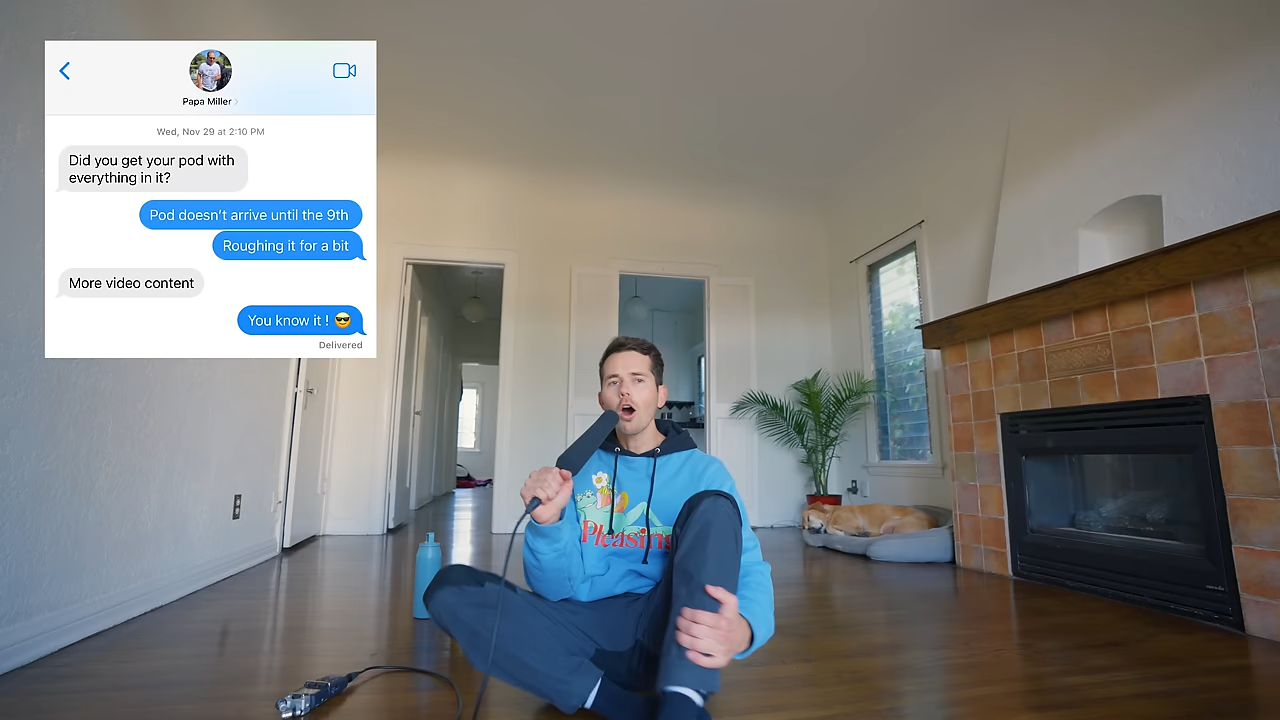 Papa Miller
Wed, Nov 29 at 2:10 PM
Did you get your pod with
everything in it?
Pod doesn't arrive until the 9th
Roughing it for a bit
More video content
You know it ! 😎
Delivered
Pleasing